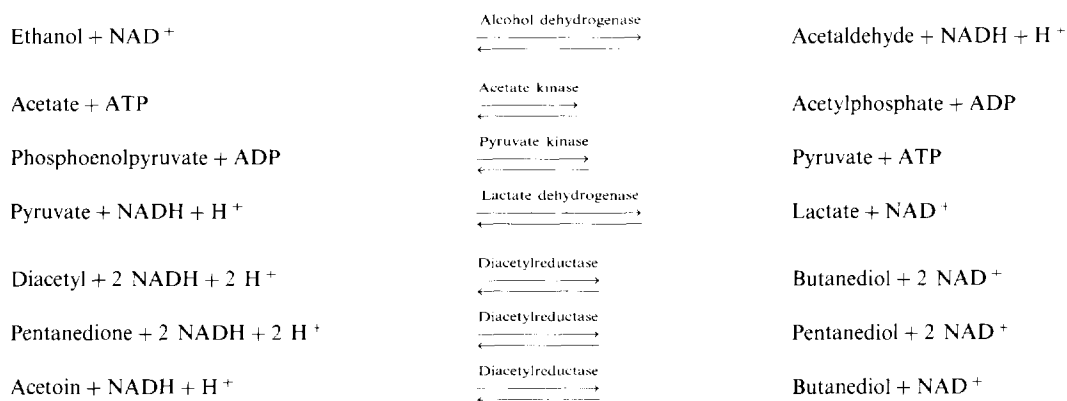 Alcohol dehydrogenase
Ethanol + NAD⁺ ⇄ Acetaldehyde + NADH + H⁺
Acetate kinase
Acetate + ATP ⇄ Acetylphosphate + ADP
Pyruvate kinase
Phosphoenolpyruvate + ADP ⇄ Pyruvate + ATP
Lactate dehydrogenase
Pyruvate + NADH + H⁺ ⇄ Lactate + NAD⁺
Diacetylreductase
Diacetyl + 2 NADH + 2 H⁺ ⇄ Butanediol + 2 NAD⁺
Diacetylreductase
Pentanedione + 2 NADH + 2 H⁺ ⇄ Pentanediol + 2 NAD⁺
Diacetylreductase
Acetoin + NADH + H⁺ ⇄ Butanediol + NAD⁺